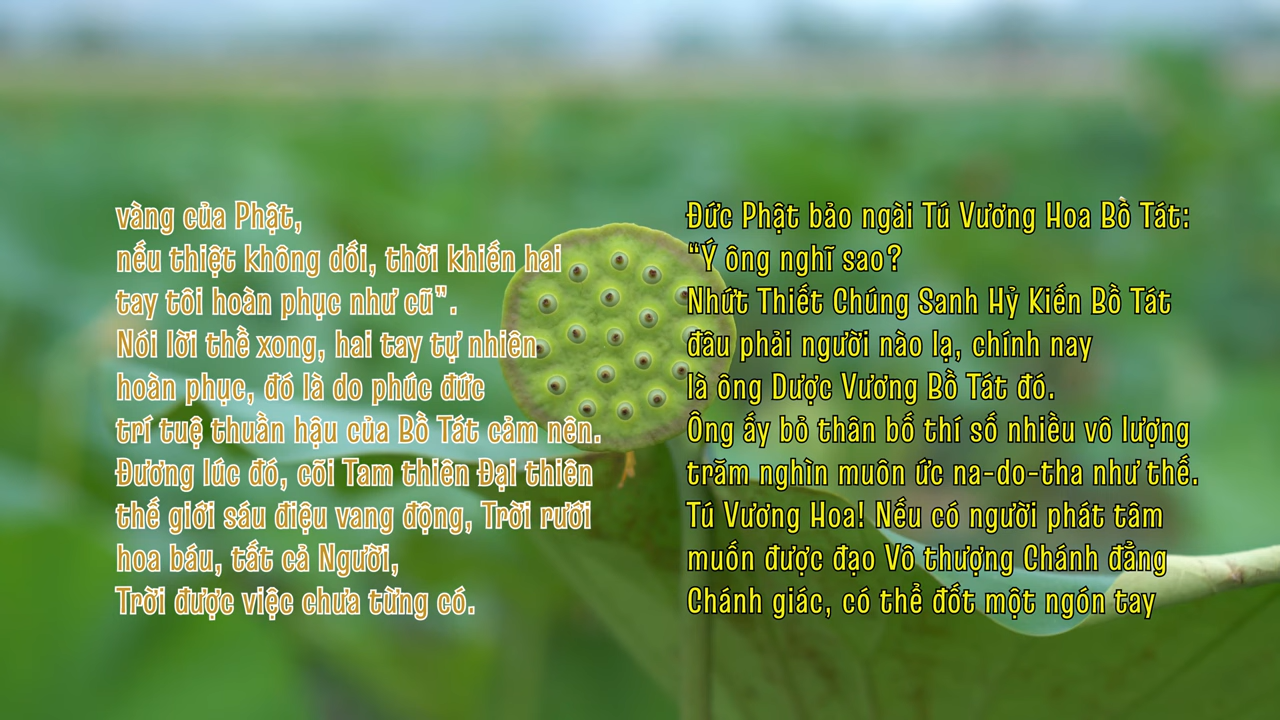 vàng của Phật,
nếu thiệt không dối, thời khiến hai
tay tôi hoàn phục như cũ”.
Nói lời thề xong, hai tay tự nhiên
hoàn phục, đó là do phúc đức
trí tuệ thuần hậu của Bồ Tát cảm nên.
Đương lúc đó, cõi Tam thiên Đại thiên
thế giới sáu điệu vang động, Trời rưới
hoa báu, tất cả Người,
Trời được việc chưa từng có.
Đức Phật bảo ngài Tú Vương Hoa Bồ Tát:
“Ý ông nghĩ sao?
Nhứt Thiết Chúng Sanh Hỷ Kiến Bồ Tát
đâu phải người nào lạ, chính nay
là ông Dược Vương Bồ Tát đó.
Ông ấy bỏ thân bố thí số nhiều vô lượng
trăm nghìn muôn ức na-do-tha như thế.
Tú Vương Hoa! Nếu có người phát tâm
muốn được đạo Vô thượng Chánh đẳng
Chánh giác, có thể đốt một ngón tay